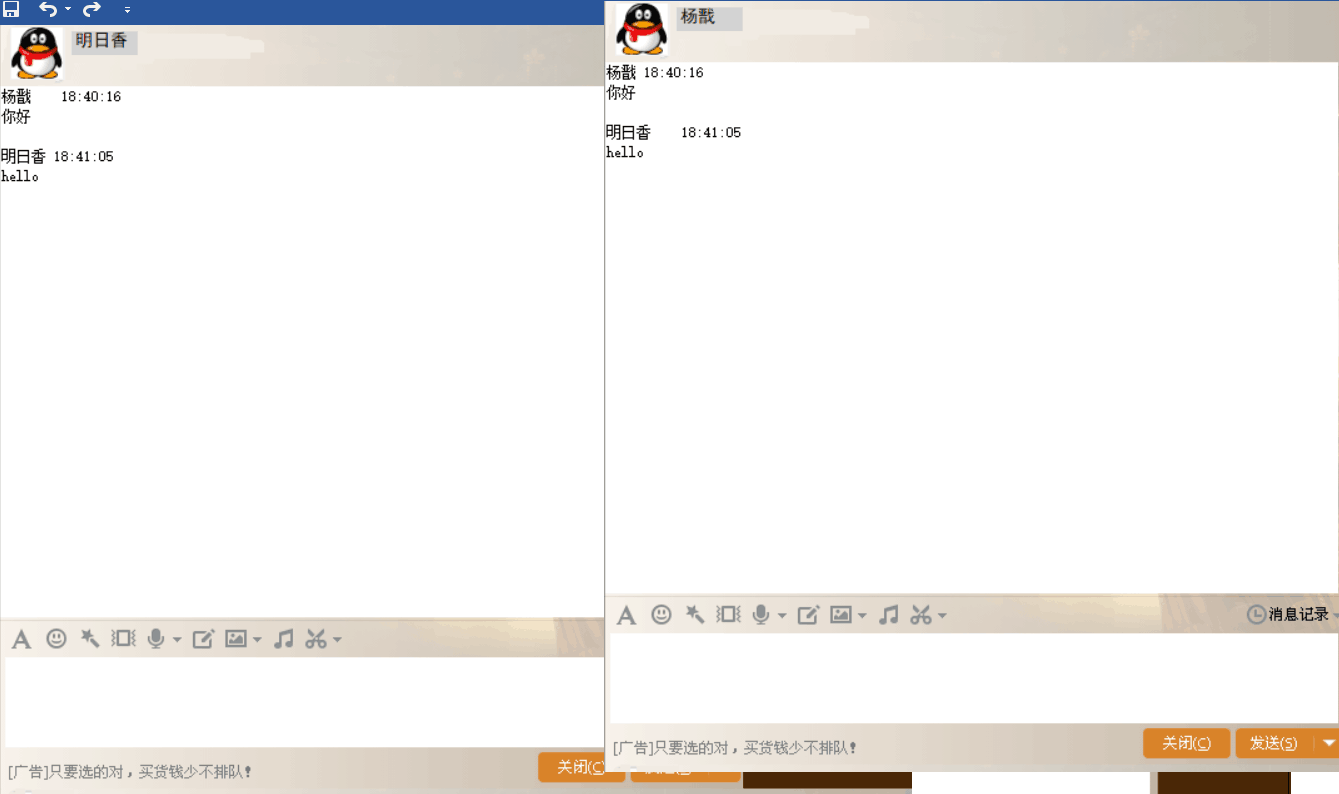 明日香
杨戬 18:40:16
你好
明日香 18:41:05
hello
[广告]只要选的对，买货钱少不排队！
关闭(C
杨戬
杨戬 18:40:16
你好
明日香 18:41:05
hello
消息记录
[广告]只要选的对，买货钱少不排队！
关闭(C)
发送(S)